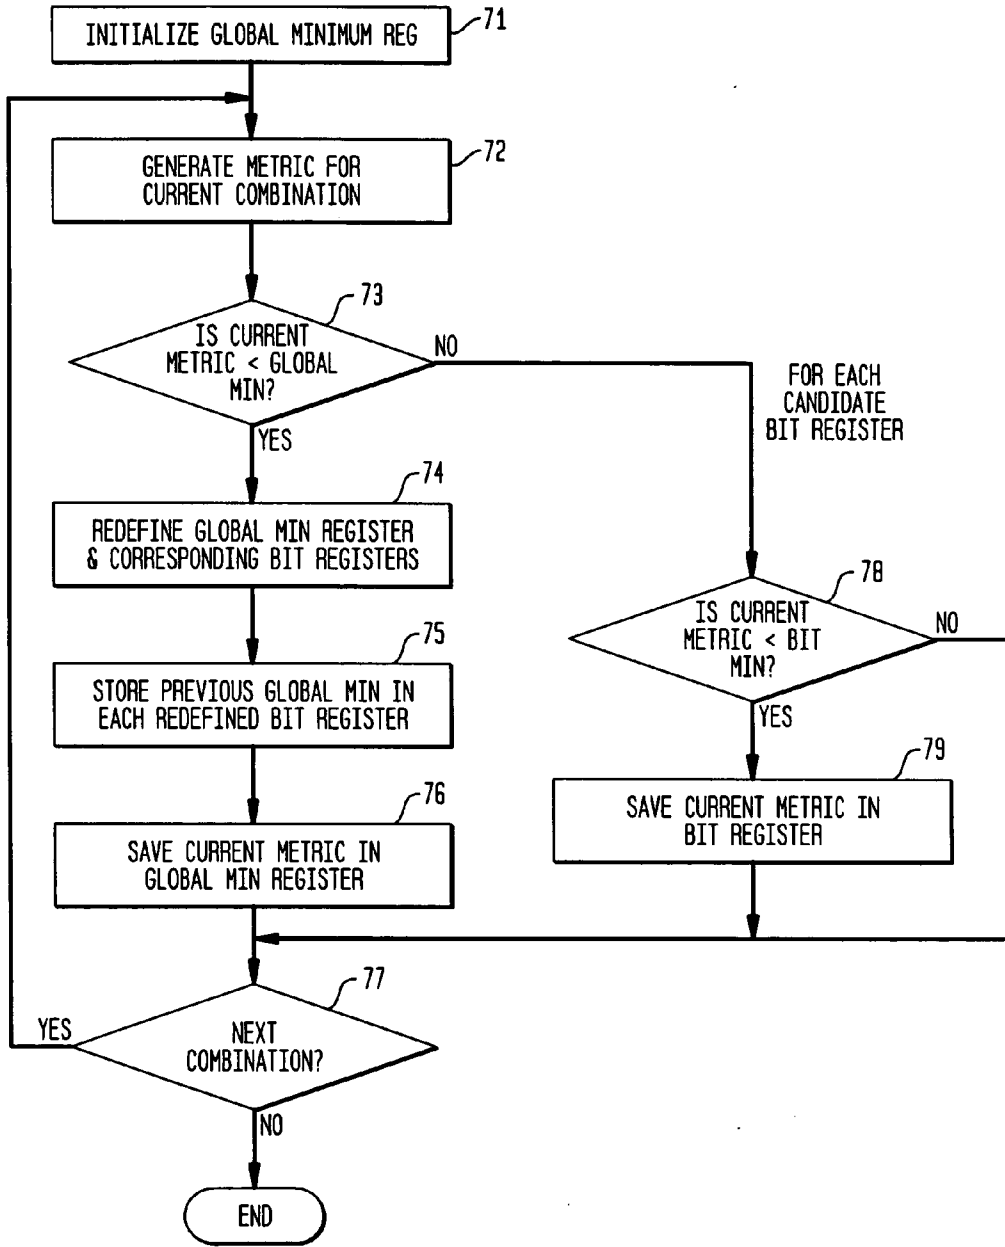 INITIALIZE GLOBAL MINIMUM REG
71
GENERATE METRIC FOR
CURRENT COMBINATION
72
IS CURRENT
METRIC < GLOBAL
MIN?
73
NO
YES
FOR EACH
CANDIDATE
BIT REGISTER
REDEFINE GLOBAL MIN REGISTER
& CORRESPONDING BIT REGISTERS
74
STORE PREVIOUS GLOBAL MIN IN
EACH REDEFINED BIT REGISTER
75
SAVE CURRENT METRIC IN
GLOBAL MIN REGISTER
76
IS CURRENT
METRIC < BIT
MIN?
78
NO
YES
SAVE CURRENT METRIC IN
BIT REGISTER
79
NEXT
COMBINATION?
77
YES
NO
END